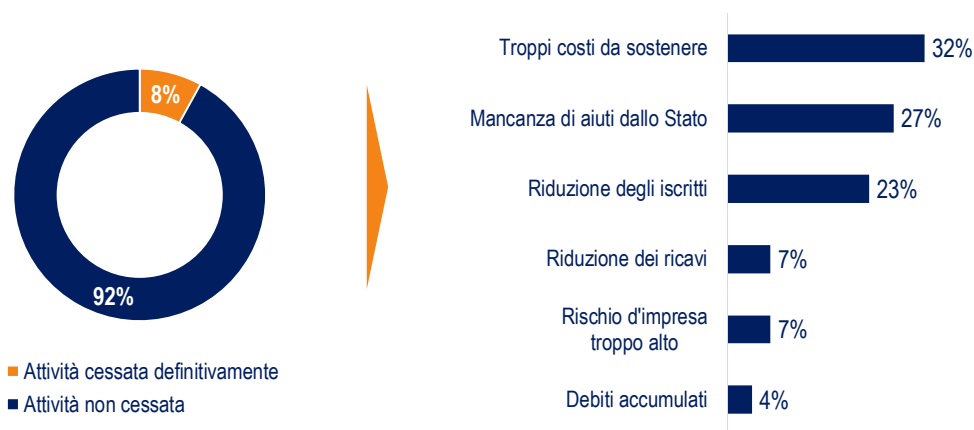 8%
92%
Attività cessata definitivamente
Attività non cessata
Troppi costi da sostenere
32%
Mancanza di aiuti dallo Stato
27%
Riduzione degli iscritti
23%
Riduzione dei ricavi
7%
Rischio d'impresa
troppo alto
7%
Debiti accumulati
4%